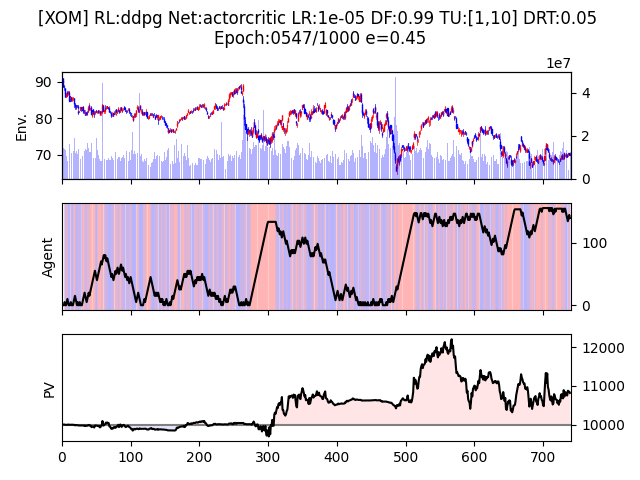 [XOM] RL:ddpg Net:actorcritic LR:1e-05 DF:0.99 TU:[1,10] DRT:0.05
Epoch:0547/1000 e=0.45
1e7
90
80
70
Env.
4
2
0
Agent
100
0
PV
12000
11000
10000
0 100 200 300 400 500 600 700